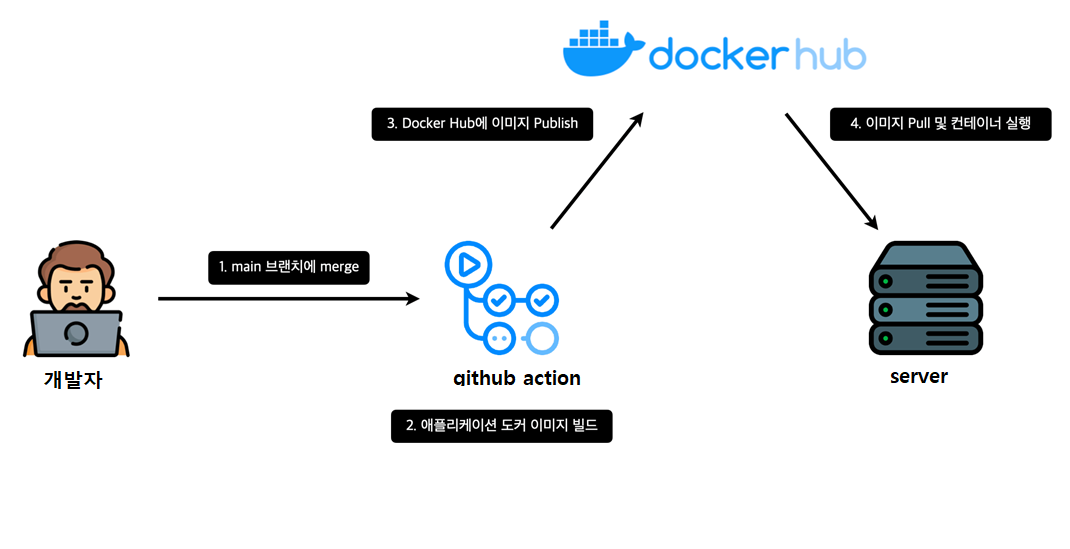 docker hub
3. Docker Hub에 이미지 Publish
4. 이미지 Pull 및 컨테이너 실행
1. main 브랜치에 merge
개발자
github action
server
2. 애플리케이션 도커 이미지 빌드